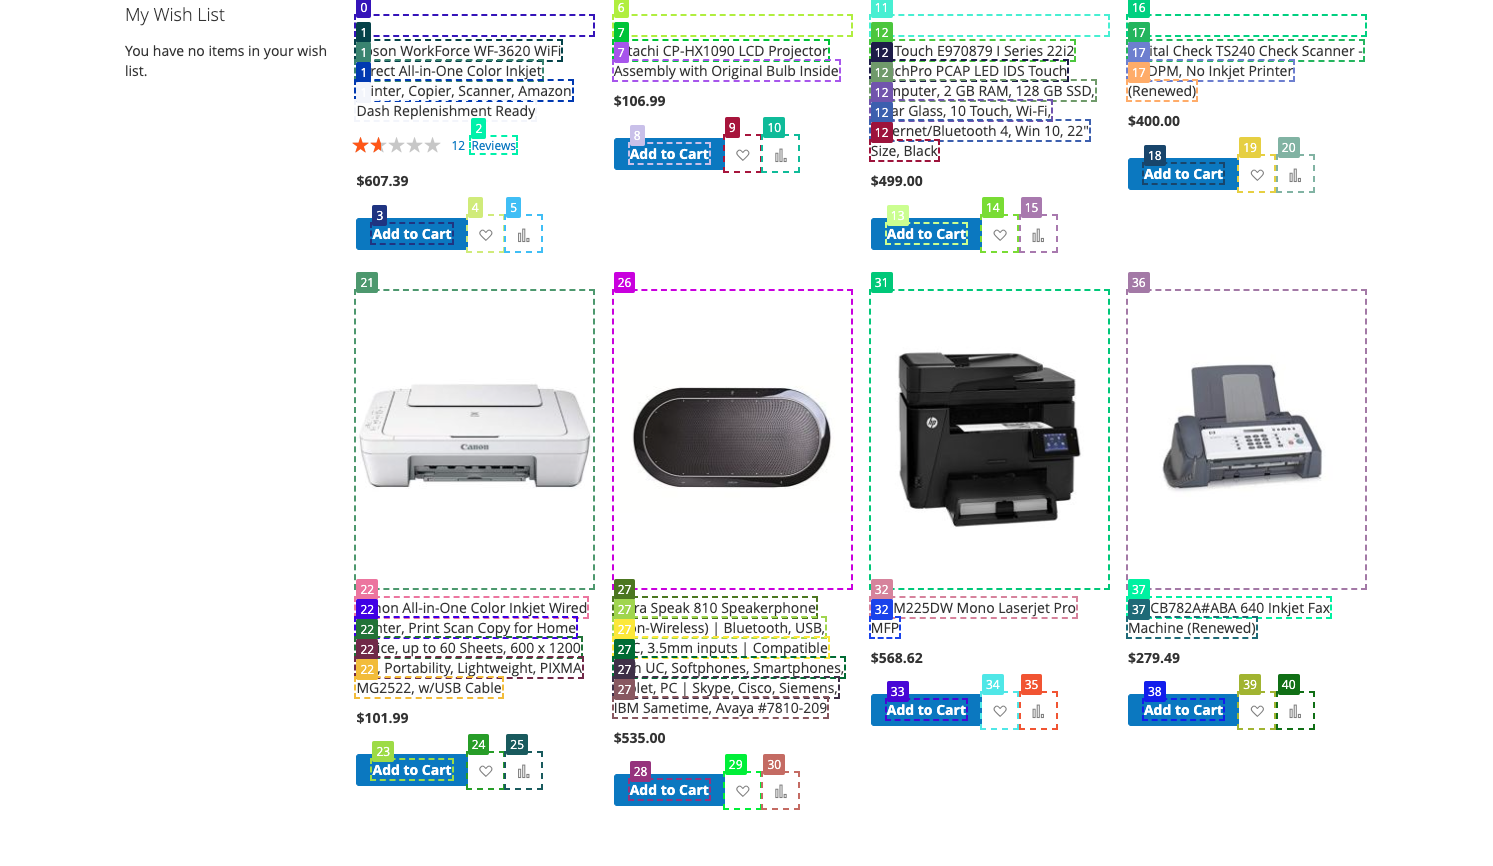 My Wish List
You have no items in your wish
list.
0
1
1
son WorkForce WF-3620 WiFi
1
rect All-in-One Color Inkjet
inter, Copier, Scanner, Amazon
Dash Replenishment Ready
2
12 Reviews
$607.39
3
4
5
Add to Cart
6
7
7
tachi CP-HX1090 LCD Projector
Assembly with Original Bulb Inside
$106.99
8
9
10
Add to Cart
11
12
12
Touch E970879 I Series 22i2
12
chPro PCAP LED IDS Touch
12
mputer, 2 GB RAM, 128 GB SSD,
12
ar Glass, 10 Touch, Wi-Fi,
12
ernet/Bluetooth 4, Win 10, 22"
Size, Black
$499.00
13
14
15
Add to Cart
16
17
17
ital Check TS240 Check Scanner -
17
DPM, No Inkjet Printer
(Renewed)
$400.00
18
19
20
Add to Cart
21
Canon
22
22
non All-in-One Color Inkjet Wired
22
nter, Print Scan Copy for Home
22
ice, up to 60 Sheets, 600 x 1200
22
, Portability, Lightweight, PIXMA
MG2522, w/USB Cable
$101.99
23
24
25
Add to Cart
26
27
27
ra Speak 810 Speakerphone
27
n-Wireless) | Bluetooth, USB,
27
C, 3.5mm inputs | Compatible
27
h UC, Softphones, Smartphones,
27
let, PC | Skype, Cisco, Siemens,
IBM Sametime, Avaya #7810-209
$535.00
28
29
30
Add to Cart
31
hp
32
32
M225DW Mono Laserjet Pro
MFP
$568.62
33
34
35
Add to Cart
36
37
37
CB782A#ABA 640 Inkjet Fax
Machine (Renewed)
$279.49
38
39
40
Add to Cart